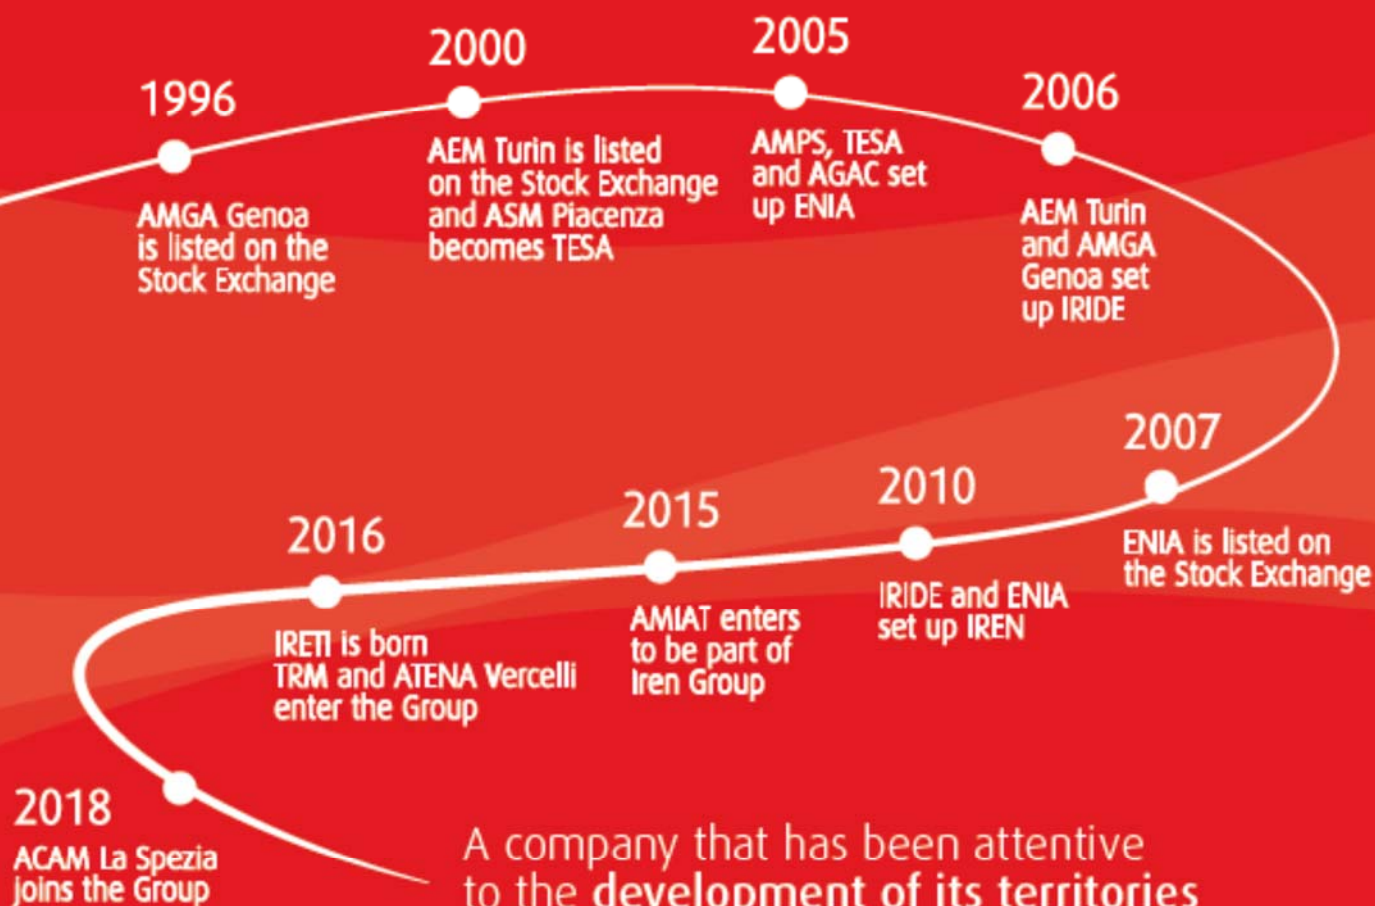 1996
AMGA Genoa
is listed on the
Stock Exchange
2000
AEM Turin is listed
on the Stock Exchange
and ASM Piacenza
becomes TESA
2005
AMPS, TESA
and AGAC set
up ENIA
2006
AEM Turin
and AMGA
Genoa set
up IRIDE
2007
ENIA is listed on
the Stock Exchange
2010
IRIDE and ENIA
set up IREN
2015
AMIAT enters
to be part of
Iren Group
2016
IRETI is born
TRM and ATENA Vercelli
enter the Group
2018
ACAM La Spezia
joins the Group
A company that has been attentive
to the development of its territories